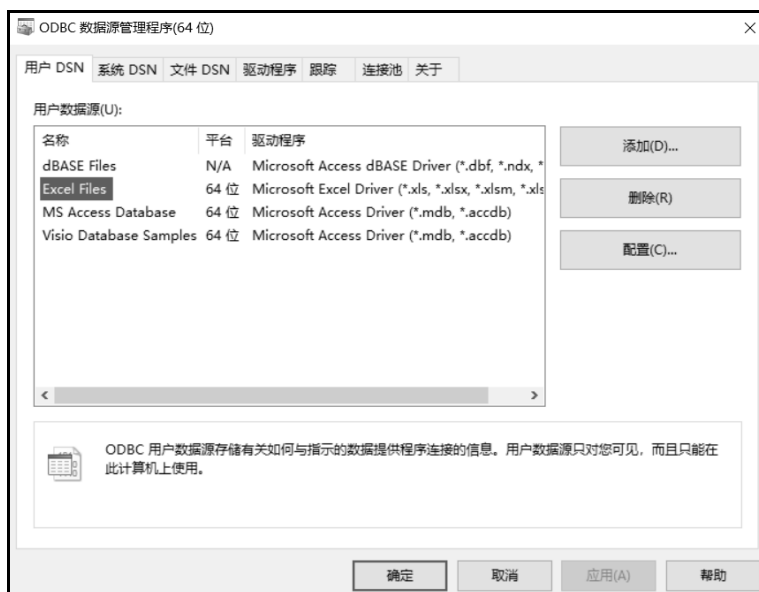 ODBC 数据源管理程序(64 位)
用户 DSN 系统 DSN 文件 DSN 驱动程序 跟踪 连接池 关于
用户数据源(U):
名称 平台 驱动程序
dBASE Files N/A Microsoft Access dBASE Driver (*.dbf, *.ndx, *
Excel Files 64 位 Microsoft Excel Driver (*.xls, *.xlsx, *.xlsm, *.xls
MS Access Database 64 位 Microsoft Access Driver (*.mdb, *.accdb)
Visio Database Samples 64 位 Microsoft Access Driver (*.mdb, *.accdb)
添加(D)...
删除(R)
配置(C)...
ODBC 用户数据源存储有关如何与指示的数据提供程序连接的信息。用户数据源只对您可见，而且只能在
此计算机上使用。
确定 取消 应用(A) 帮助